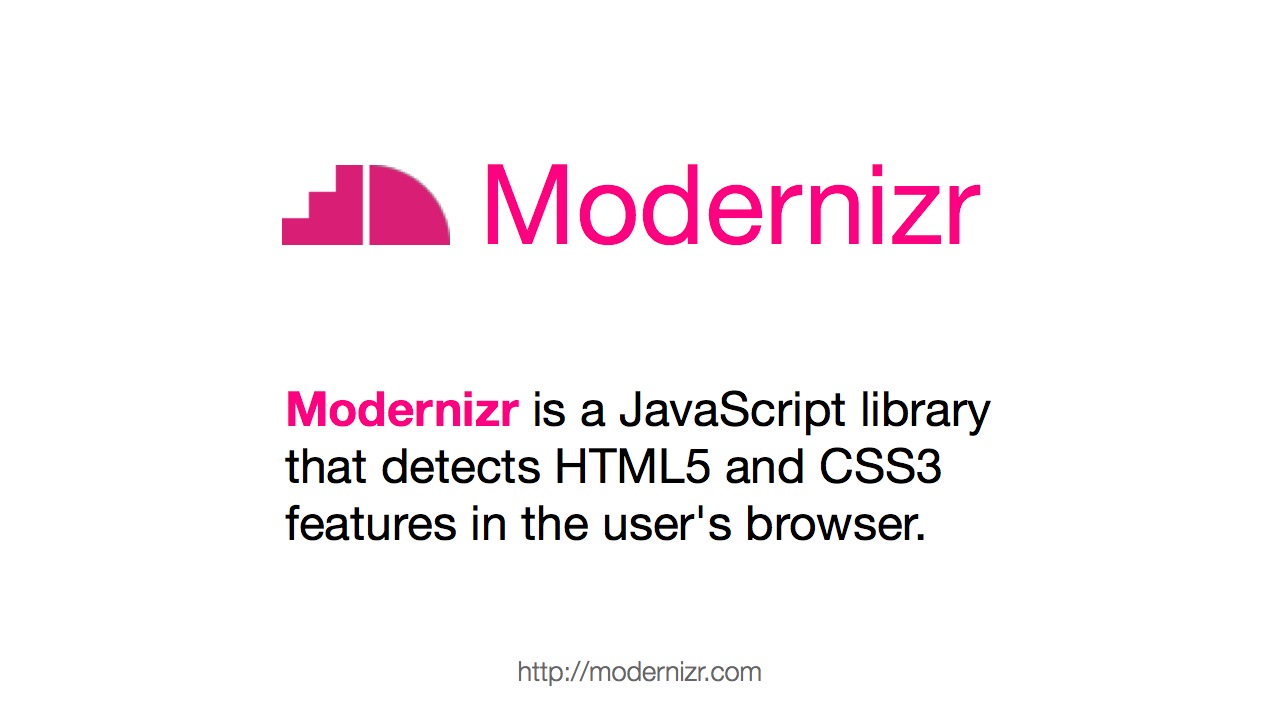 Modernizr
Modernizr is a JavaScript library
that detects HTML5 and CSS3
features in the user's browser.
http://modernizr.com